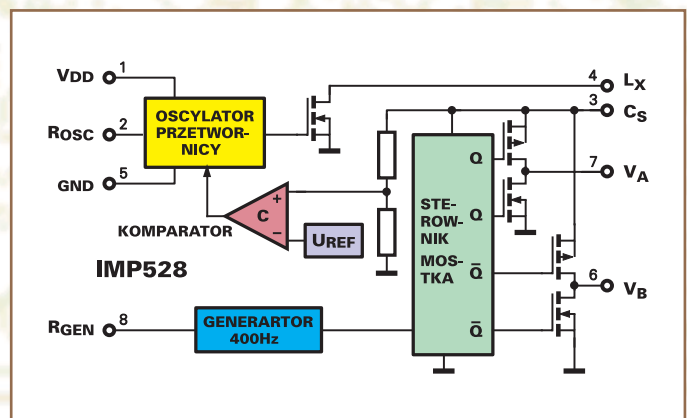 VDD 1
4 LX
3 CS
ROSC 2
OSCYLATOR
PRZETWOR-
NICY
GND 5
Q
7 VA
+
C
−
KOMPARATOR
UREF
Q
STE-
ROW-
NIK
MOS-
TKA
IMP528
Q̅
6 VB
RGEN 8
GENERARTOR
400Hz
Q̅